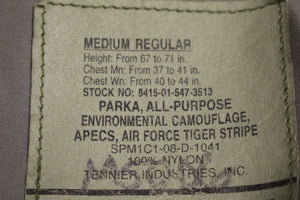 MEDIUM REGULAR
Height: From 67 to 71 in.
Chest Mn: From 37 to 41 in.
Chest Wn: From 40 to 44 in.
STOCK NO: 8415-01-547-3513
PARKA, ALL-PURPOSE
ENVIRONMENTAL CAMOUFLAGE,
APECS, AIR FORCE TIGER STRIPE
SPM1C1-08-D-1041
100% NYLON
TENNIER INDUSTRIES, INC.